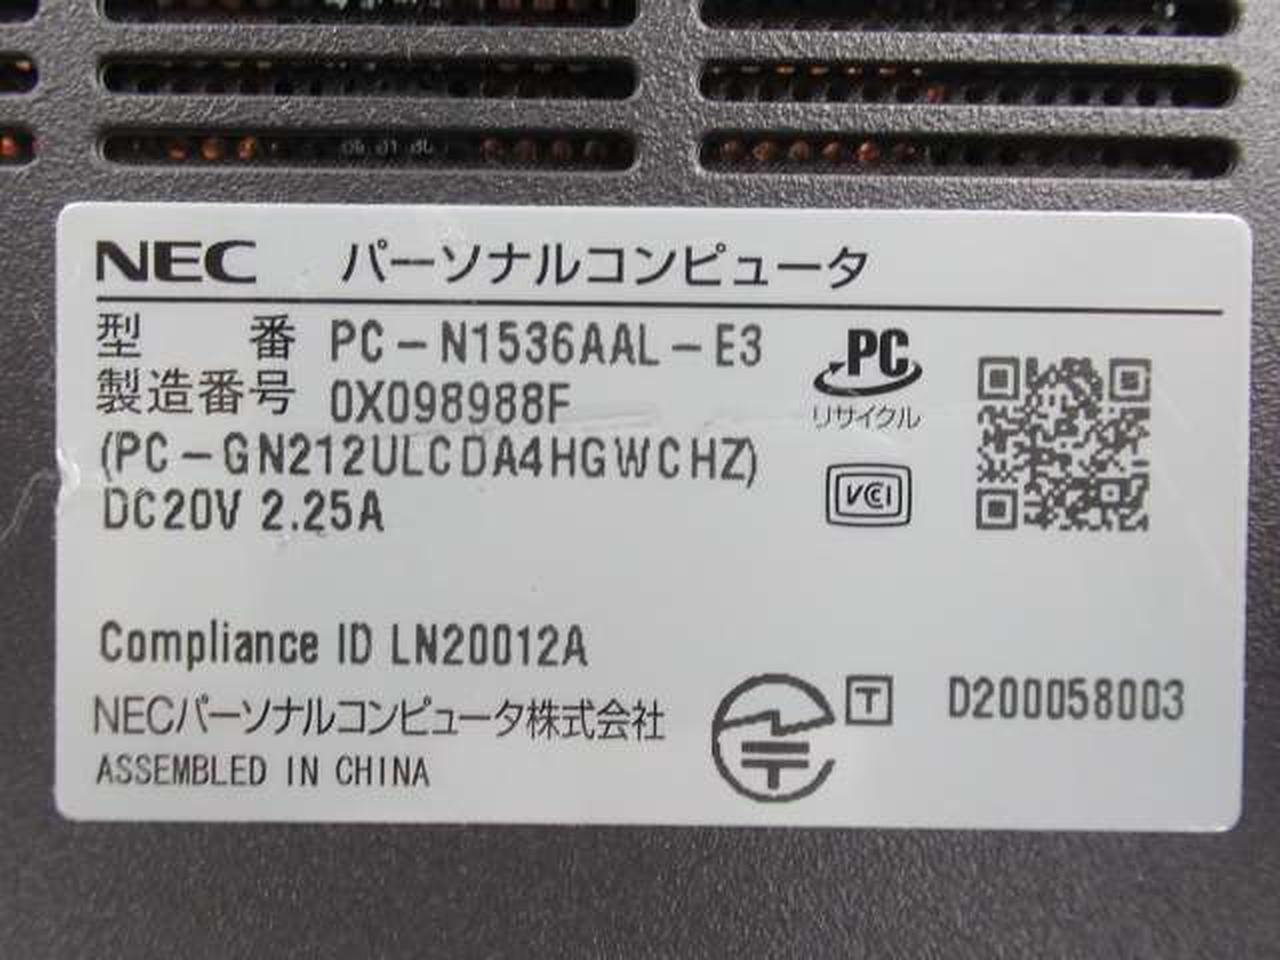 NEC パーソナルコンピュータ
型 番 PC-N1536AAL-E3
製造番号 0X098988F
(PC-GN212ULCDA4HGWCHZ)
DC20V 2.25A
PC
リサイクル
VCCI
Compliance ID LN20012A
NECパーソナルコンピュータ株式会社
ASSEMBLED IN CHINA
T D200058003